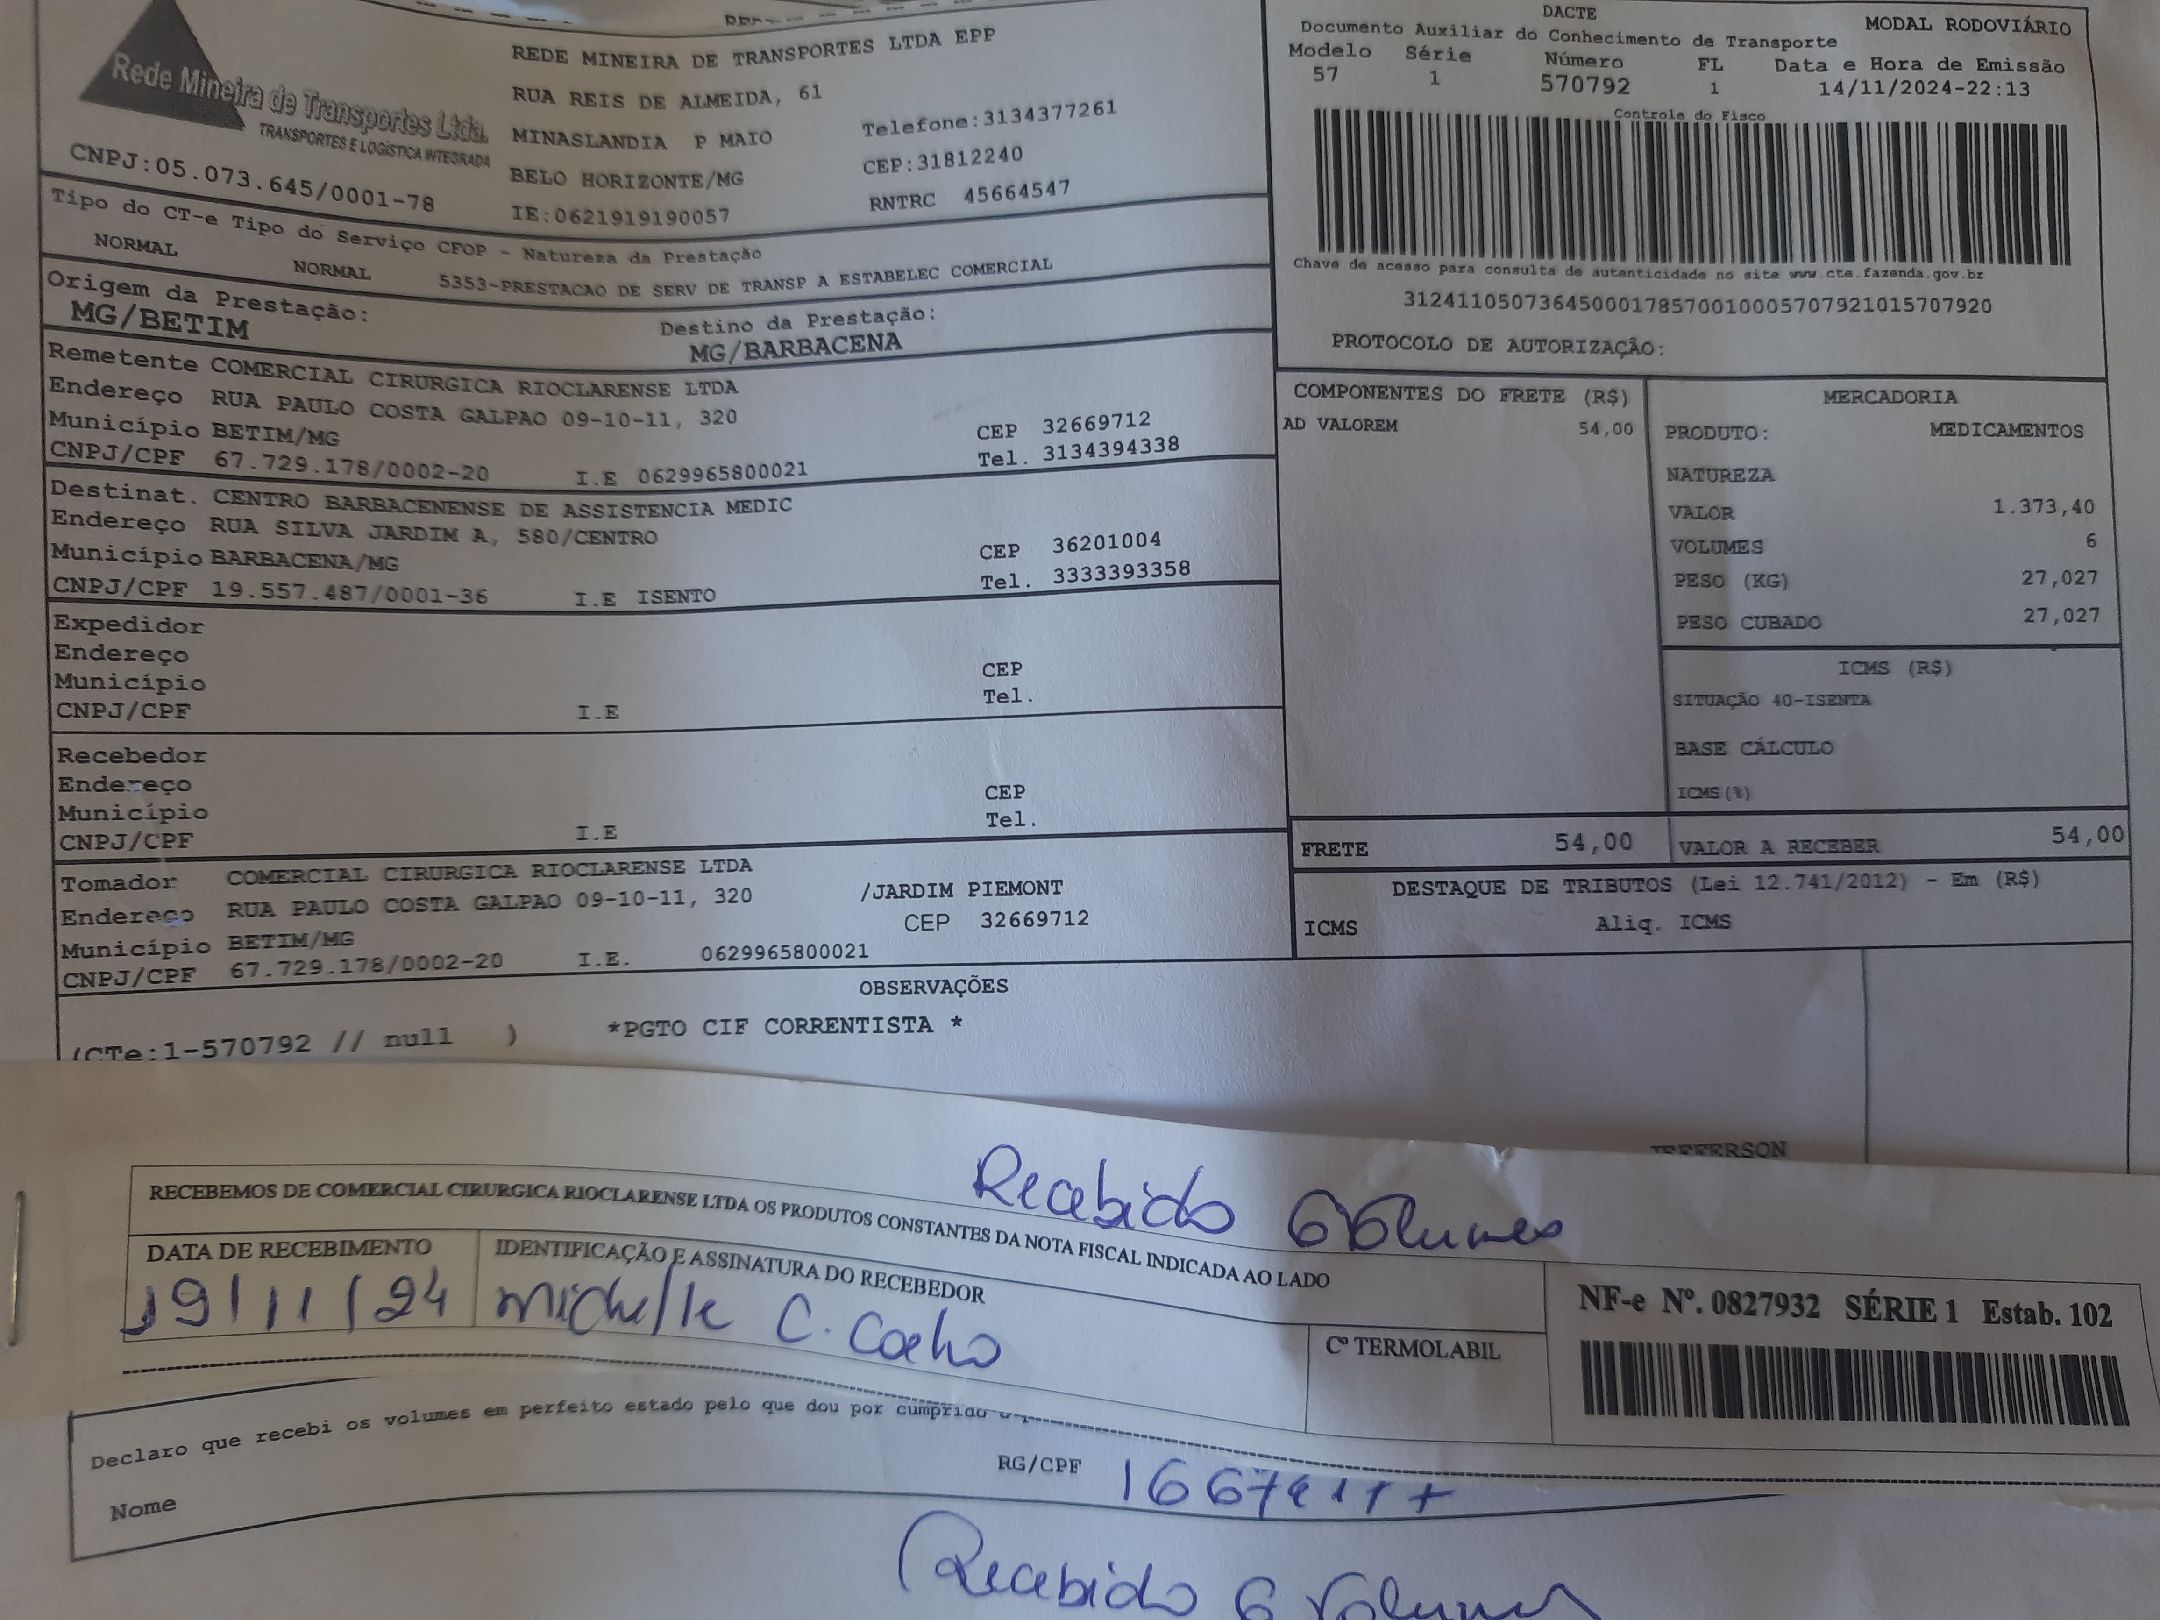 Rede Mineira de Transportes Ltda.
TRANSPORTES E LOGÍSTICA INTEGRADA
CNPJ:05.073.645/0001-78
REDE MINEIRA DE TRANSPORTES LTDA EPP
RUA REIS DE ALMEIDA, 61
MINASLANDIA P MAIO Telefone:3134377261
BELO HORIZONTE/MG CEP:31812240
IE:0621919190057 RNTRC 45664547
DACTE
Documento Auxiliar do Conhecimento de Transporte MODAL RODOVIÁRIO
Modelo Série Número FL Data e Hora de Emissão
57 1 570792 1 14/11/2024-22:13
Controle do Fisco
Chave de acesso para consulta de autenticidade no site www.cte.fazenda.gov.br
31241105073645000178570010005707921015707920
PROTOCOLO DE AUTORIZAÇÃO:
Tipo do CT-e Tipo do Serviço CFOP - Natureza da Prestação
NORMAL NORMAL 5353-PRESTACAO DE SERV DE TRANSP A ESTABELEC COMERCIAL
Origem da Prestação: Destino da Prestação:
MG/BETIM MG/BARBACENA
Remetente COMERCIAL CIRURGICA RIOCLARENSE LTDA
Endereço RUA PAULO COSTA GALPAO 09-10-11, 320
Município BETIM/MG CEP 32669712
CNPJ/CPF 67.729.178/0002-20 I.E 0629965800021 Tel. 3134394338
Destinat. CENTRO BARBACENENSE DE ASSISTENCIA MEDIC
Endereço RUA SILVA JARDIM A, 580/CENTRO
Município BARBACENA/MG CEP 36201004
CNPJ/CPF 19.557.487/0001-36 I.E ISENTO Tel. 3333393358
Expedidor
Endereço
Município CEP
CNPJ/CPF I.E Tel.
Recebedor
Endereço
Município CEP
CNPJ/CPF I.E Tel.
Tomador COMERCIAL CIRURGICA RIOCLARENSE LTDA
Endereço RUA PAULO COSTA GALPAO 09-10-11, 320 /JARDIM PIEMONT
Município BETIM/MG CEP 32669712
CNPJ/CPF 67.729.178/0002-20 I.E. 0629965800021
COMPONENTES DO FRETE (R$)
AD VALOREM 54,00
MERCADORIA
PRODUTO: MEDICAMENTOS
NATUREZA
VALOR 1.373,40
VOLUMES 6
PESO (KG) 27,027
PESO CUBADO 27,027
ICMS (R$)
SITUAÇÃO 40-ISENTA
BASE CÁLCULO
ICMS(%)
FRETE 54,00 VALOR A RECEBER 54,00
DESTAQUE DE TRIBUTOS (Lei 12.741/2012) - Em (R$)
ICMS Aliq. ICMS
OBSERVAÇÕES
(CTe:1-570792 // null ) *PGTO CIF CORRENTISTA *
JEFFERSON
Recebido 6 Volumes
RECEBEMOS DE COMERCIAL CIRURGICA RIOCLARENSE LTDA OS PRODUTOS CONSTANTES DA NOTA FISCAL INDICADA AO LADO
DATA DE RECEBIMENTO IDENTIFICAÇÃO E ASSINATURA DO RECEBEDOR
19/11/24 Michelle C. Coelho
Cº TERMOLABIL
NF-e Nº. 0827932 SÉRIE 1 Estab. 102
Declaro que recebi os volumes em perfeito estado pelo que dou por cumprido o
Nome RG/CPF
Recebido 6 Volumes